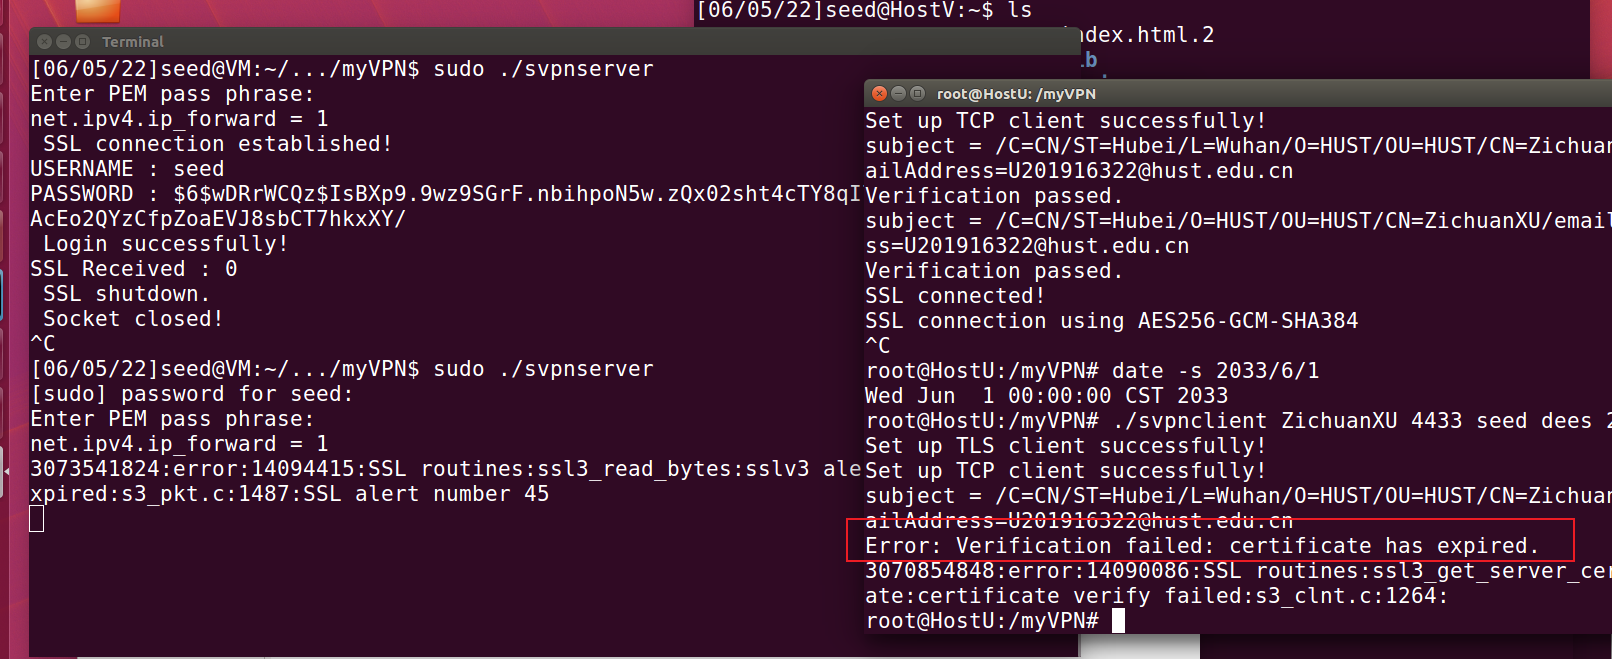 [06/05/22]seed@HostV:~$ ls
ndex.html.2
Terminal
[06/05/22]seed@VM:~/.../myVPN$ sudo ./svpnserver
Enter PEM pass phrase:
net.ipv4.ip_forward = 1
SSL connection established!
USERNAME : seed
PASSWORD : $6$wDRrWCQz$IsBXp9.9wz9SGrF.nbihpoN5w.zQx02sht4cTY8qI
AcEo2QYzCfpZoaEVJ8sbCT7hkxXY/
Login successfully!
SSL Received : 0
SSL shutdown.
Socket closed!
^C
[06/05/22]seed@VM:~/.../myVPN$ sudo ./svpnserver
[sudo] password for seed:
Enter PEM pass phrase:
net.ipv4.ip_forward = 1
3073541824:error:14094415:SSL routines:ssl3_read_bytes:sslv3 ale
xpired:s3_pkt.c:1487:SSL alert number 45
root@HostU: /myVPN
Set up TCP client successfully!
subject = /C=CN/ST=Hubei/L=Wuhan/O=HUST/OU=HUST/CN=Zichuan
ailAddress=U201916322@hust.edu.cn
Verification passed.
subject = /C=CN/ST=Hubei/O=HUST/OU=HUST/CN=ZichuanXU/email
ss=U201916322@hust.edu.cn
Verification passed.
SSL connected!
SSL connection using AES256-GCM-SHA384
^C
root@HostU:/myVPN# date -s 2033/6/1
Wed Jun  1 00:00:00 CST 2033
root@HostU:/myVPN# ./svpnclient ZichuanXU 4433 seed dees 2
Set up TLS client successfully!
Set up TCP client successfully!
subject = /C=CN/ST=Hubei/L=Wuhan/O=HUST/OU=HUST/CN=Zichuan
ailAddress=U201916322@hust.edu.cn
Error: Verification failed: certificate has expired.
3070854848:error:14090086:SSL routines:ssl3_get_server_cer
ate:certificate verify failed:s3_clnt.c:1264:
root@HostU:/myVPN#